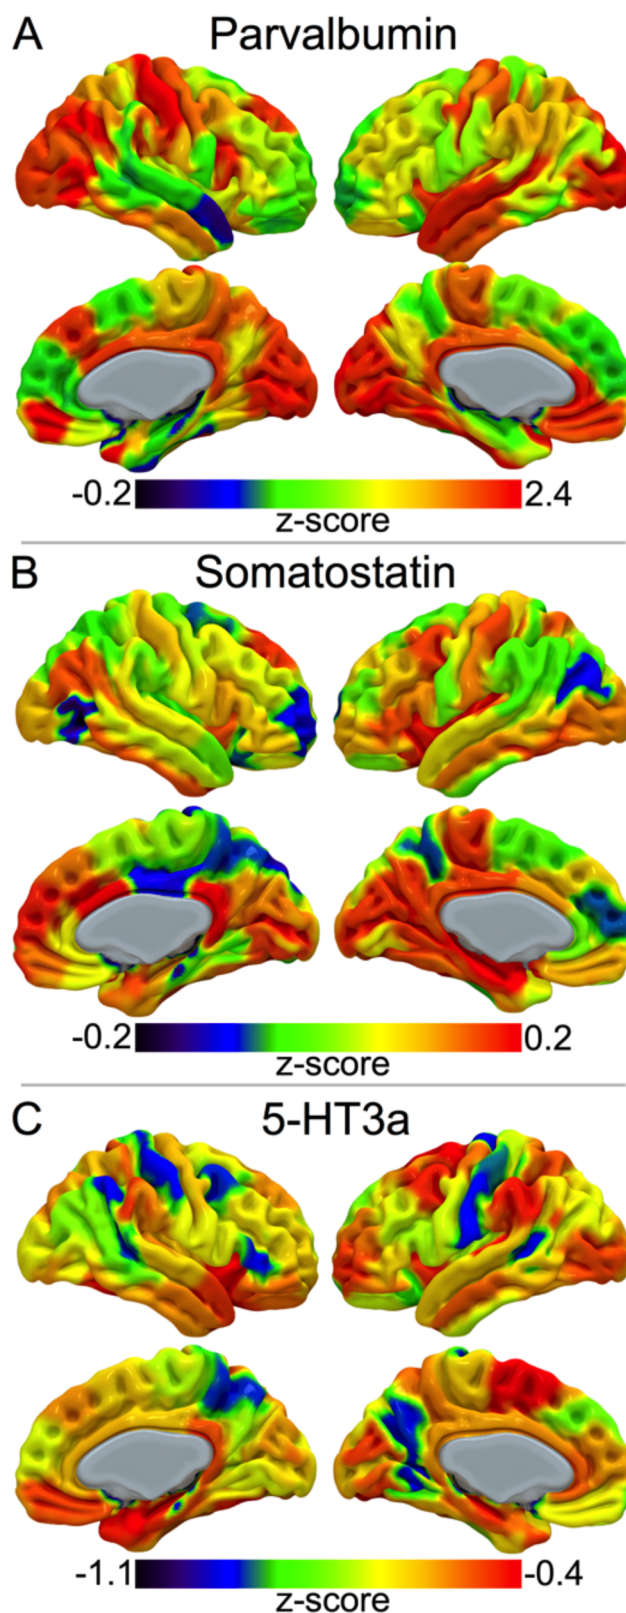 A Parvalbumin
-0.2 2.4
z-score
B Somatostatin
-0.2 0.2
z-score
C 5-HT3a
-1.1 -0.4
z-score